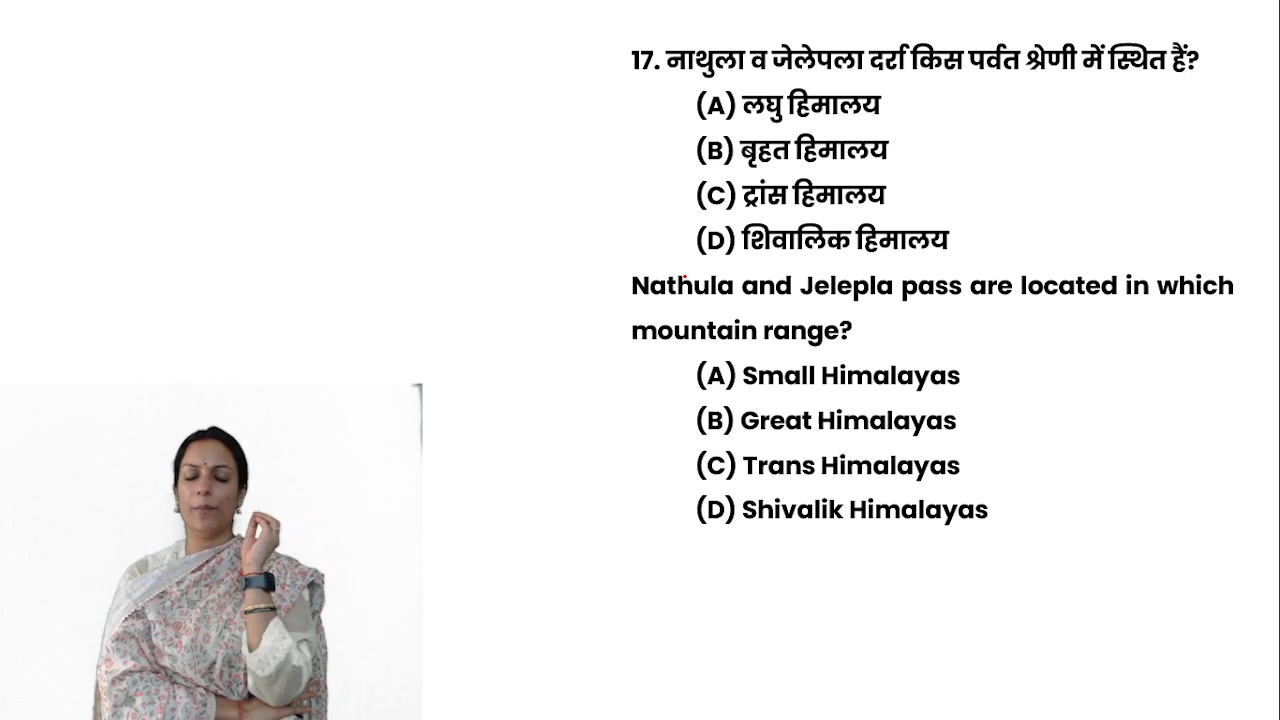 17. नाथुला व जेलेपला दर्रा किस पर्वत श्रेणी में स्थित हैं?
(A) लघु हिमालय
(B) बृहत हिमालय
(C) ट्रांस हिमालय
(D) शिवालिक हिमालय
Nathula and Jelepla pass are located in which
mountain range?
(A) Small Himalayas
(B) Great Himalayas
(C) Trans Himalayas
(D) Shivalik Himalayas